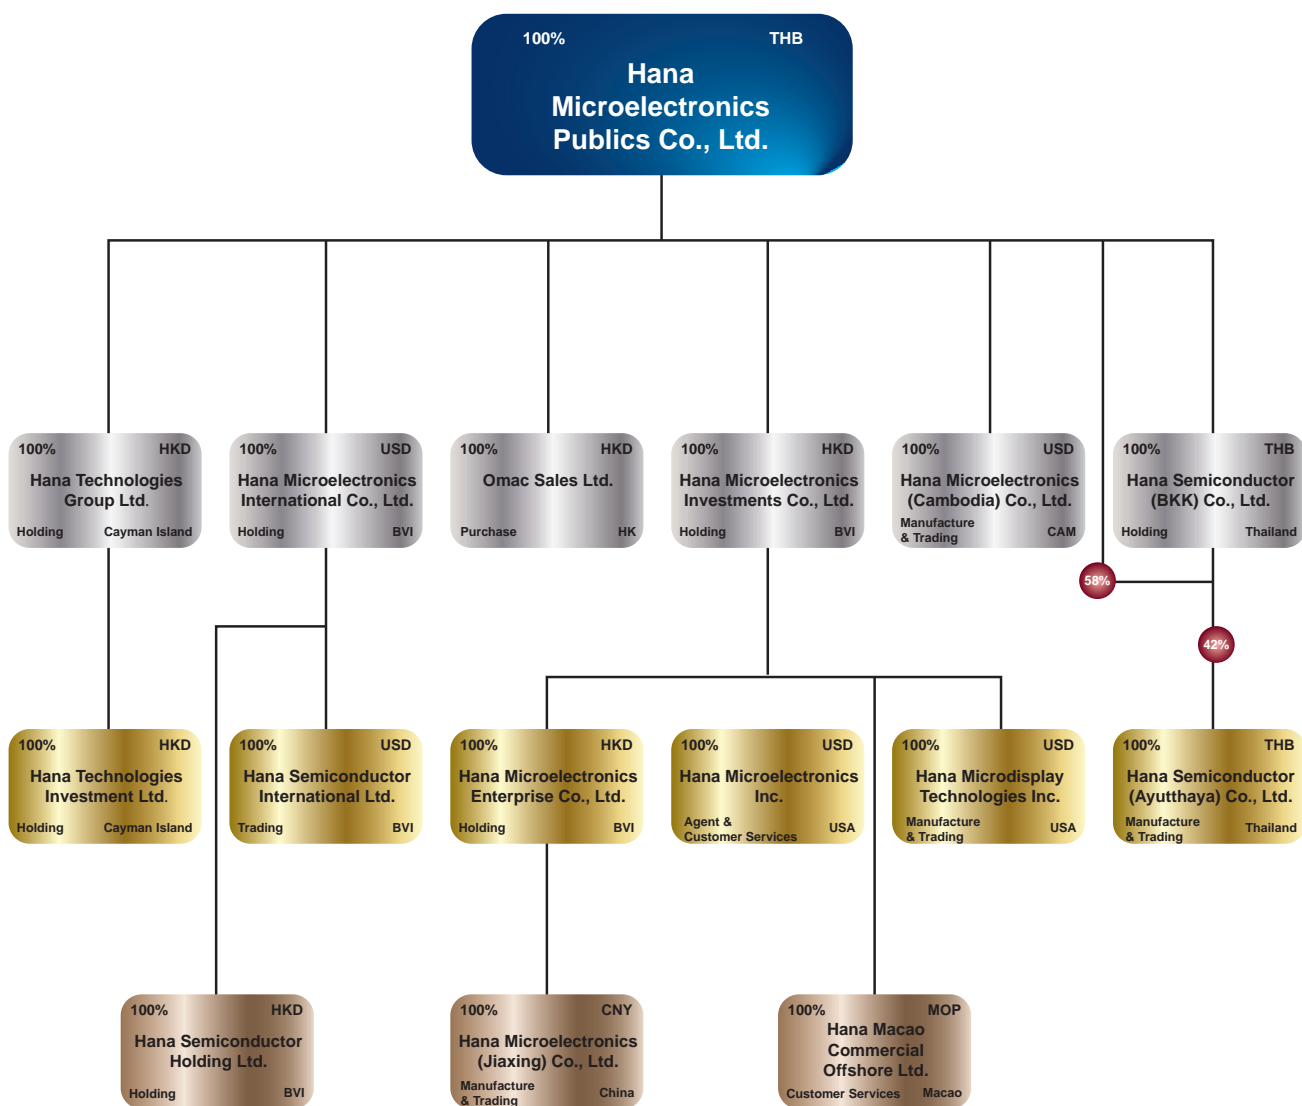 100% THB
Hana
Microelectronics
Publics Co., Ltd.
100% HKD
Hana Technologies
Group Ltd.
Holding Cayman Island
100% USD
Hana Microelectronics
International Co., Ltd.
Holding BVI
100% HKD
Omac Sales Ltd.
Purchase HK
100% HKD
Hana Microelectronics
Investments Co., Ltd.
Holding BVI
100% USD
Hana Microelectronics
(Cambodia) Co., Ltd.
Manufacture
& Trading CAM
100% THB
Hana Semiconductor
(BKK) Co., Ltd.
Holding Thailand
58%
42%
100% HKD
Hana Technologies
Investment Ltd.
Holding Cayman Island
100% USD
Hana Semiconductor
International Ltd.
Trading BVI
100% HKD
Hana Microelectronics
Enterprise Co., Ltd.
Holding BVI
100% USD
Hana Microelectronics
Inc.
Agent &
Customer Services USA
100% USD
Hana Microdisplay
Technologies Inc.
Manufacture
& Trading USA
100% THB
Hana Semiconductor
(Ayutthaya) Co., Ltd.
Manufacture
& Trading Thailand
100% HKD
Hana Semiconductor
Holding Ltd.
Holding BVI
100% CNY
Hana Microelectronics
(Jiaxing) Co., Ltd.
Manufacture
& Trading China
100% MOP
Hana Macao
Commercial
Offshore Ltd.
Customer Services Macao